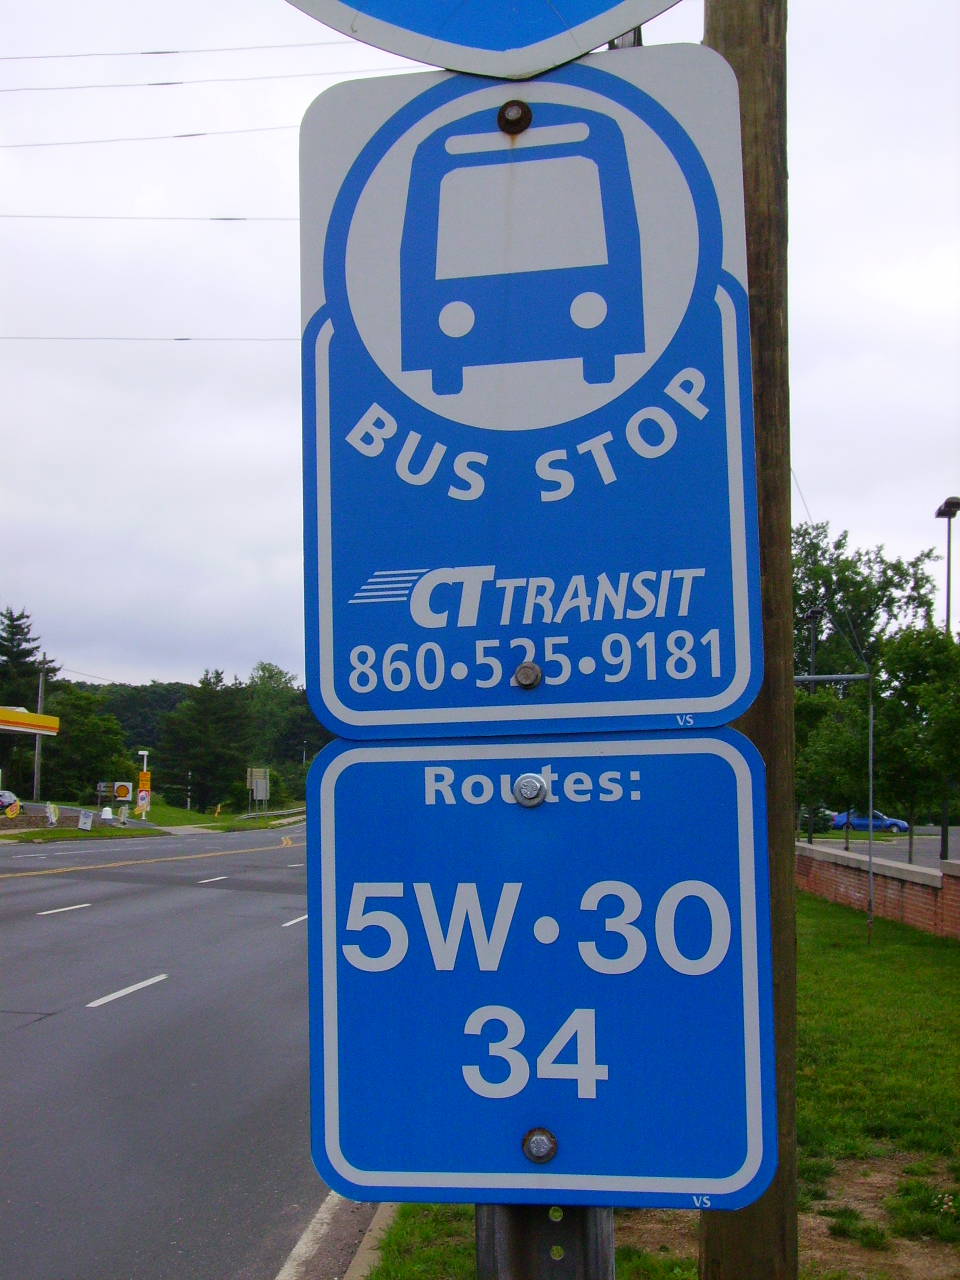 BUS STOP
CT TRANSIT
860•525•9181
VS
Routes:
5W•30
34
VS